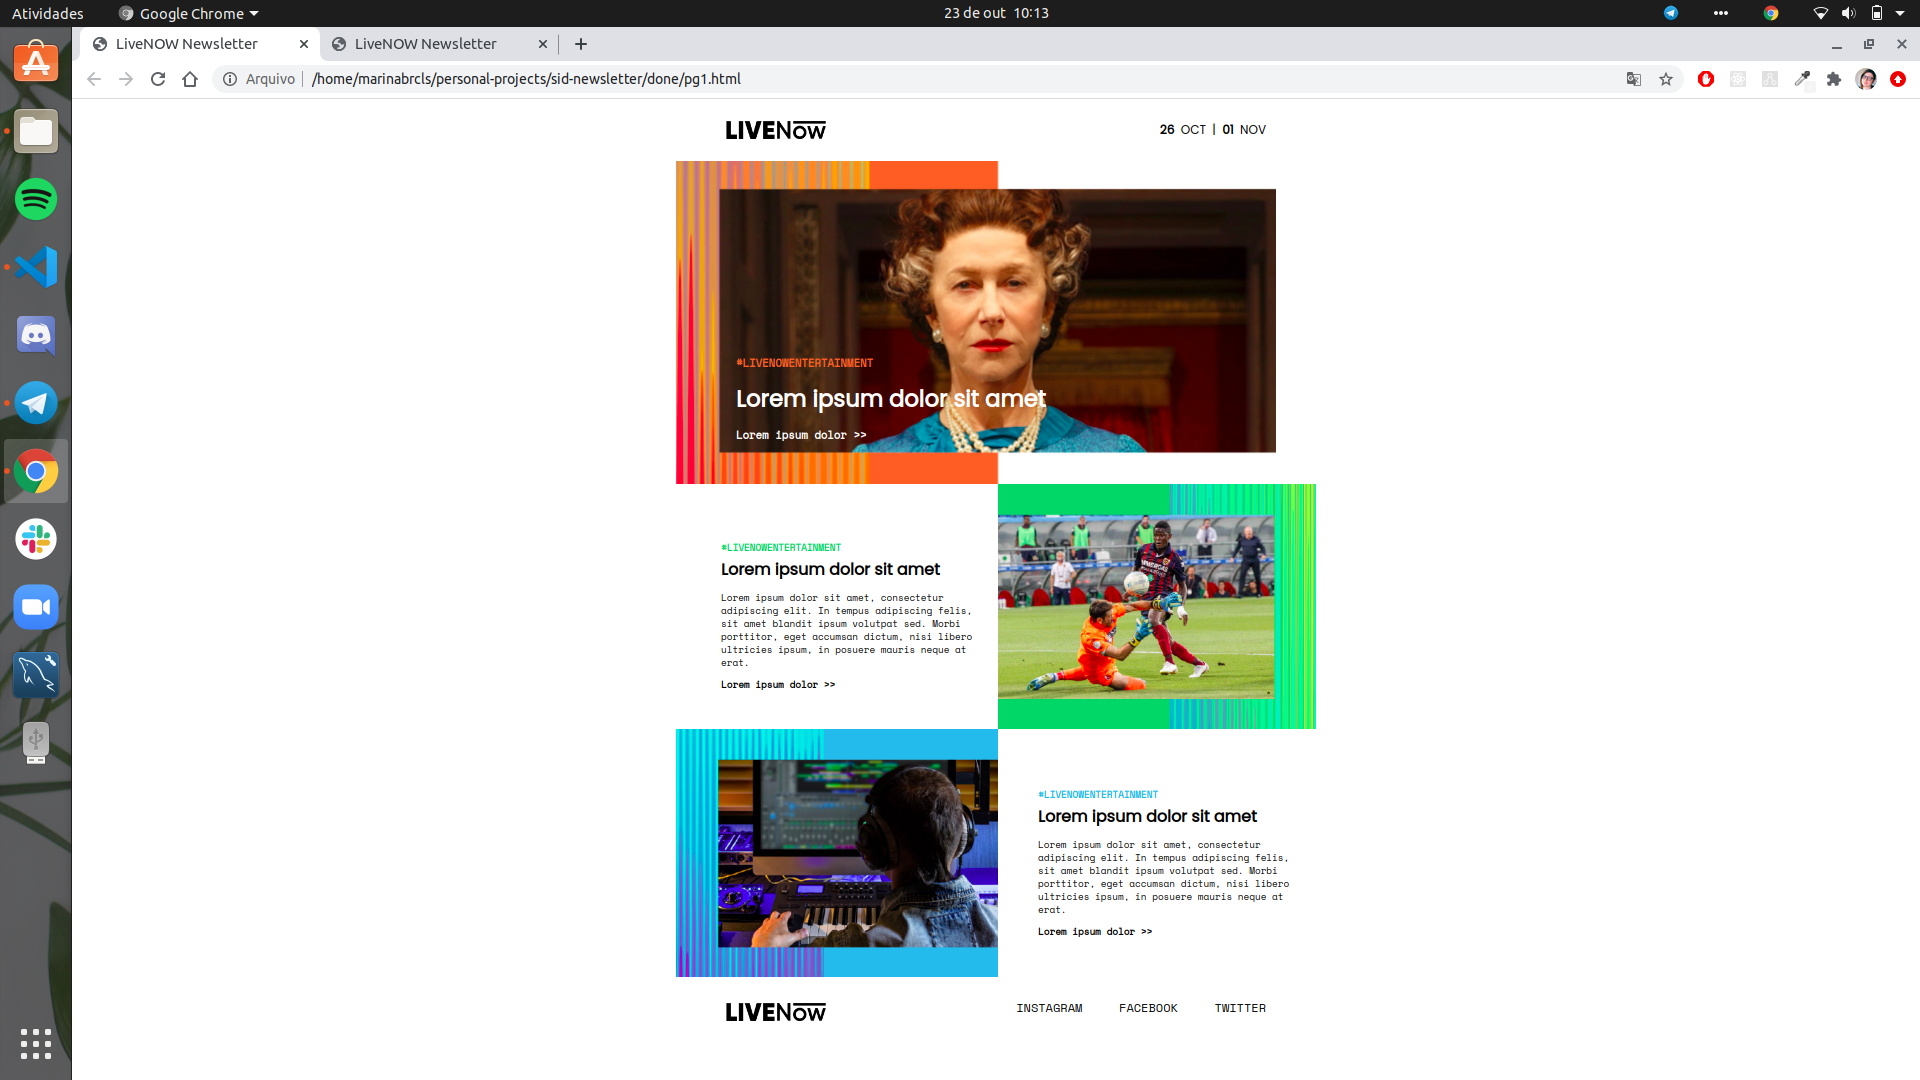 Atividades
Google Chrome
23 de out 10:13
LiveNOW Newsletter
LiveNOW Newsletter
Arquivo
/home/marinabrcls/personal-projects/sid-newsletter/done/pg1.html
LIVENOW
26 OCT | 01 NOV
#LIVENOWENTERTAINMENT
Lorem ipsum dolor sit amet
Lorem ipsum dolor >>
#LIVENOWENTERTAINMENT
Lorem ipsum dolor sit amet
Lorem ipsum dolor sit amet, consectetur
adipiscing elit. In tempus adipiscing felis,
sit amet blandit ipsum volutpat sed. Morbi
porttitor, eget accumsan dictum, nisi libero
ultricies ipsum, in posuere mauris neque at
erat.
Lorem ipsum dolor >>
#LIVENOWENTERTAINMENT
Lorem ipsum dolor sit amet
Lorem ipsum dolor sit amet, consectetur
adipiscing elit. In tempus adipiscing felis,
sit amet blandit ipsum volutpat sed. Morbi
porttitor, eget accumsan dictum, nisi libero
ultricies ipsum, in posuere mauris neque at
erat.
Lorem ipsum dolor >>
LIVENOW
INSTAGRAM
FACEBOOK
TWITTER